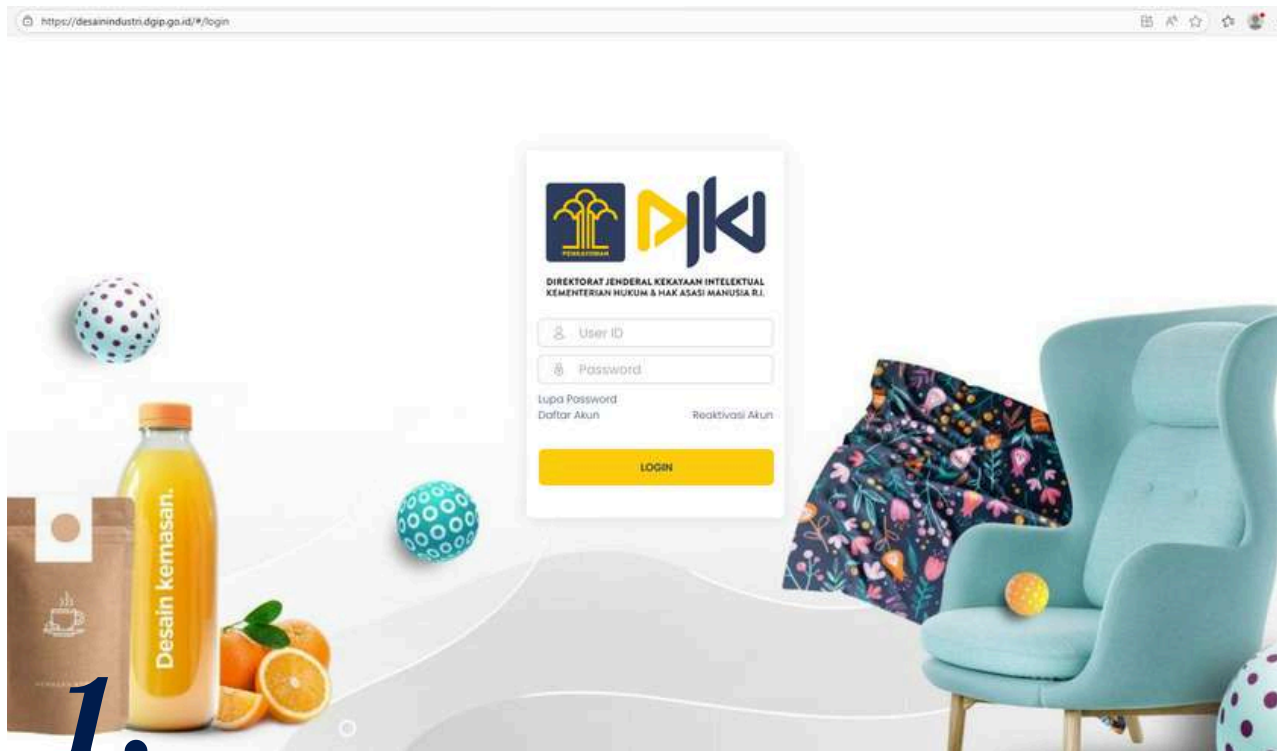 https://desainindustri.dgip.go.id/#/login
PENGAYOMAN
DJKI
DIREKTORAT JENDERAL KEKAYAAN INTELEKTUAL
KEMENTERIAN HUKUM & HAK ASASI MANUSIA R.I.
User ID
Password
Lupa Password
Daftar Akun
Reaktivasi Akun
LOGIN
Desain kemasan.
1.